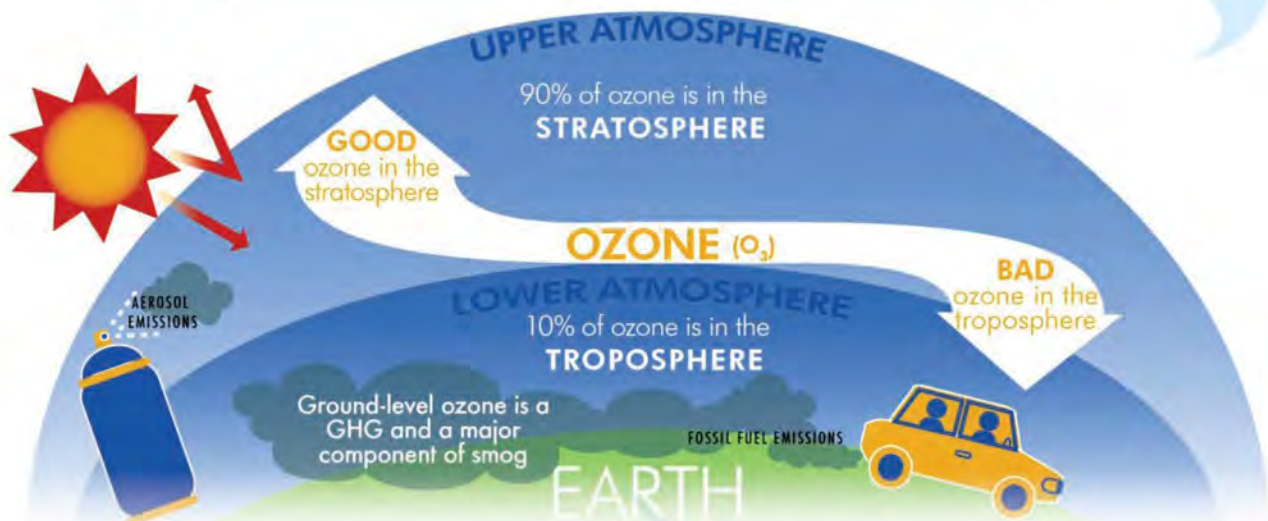 UPPER ATMOSPHERE
90% of ozone is in the
STRATOSPHERE
GOOD
ozone in the
stratosphere
OZONE (O₃)
BAD
ozone in the
troposphere
LOWER ATMOSPHERE
10% of ozone is in the
TROPOSPHERE
AEROSOL
EMISSIONS
Ground-level ozone is a
GHG and a major
component of smog
FOSSIL FUEL EMISSIONS
EARTH